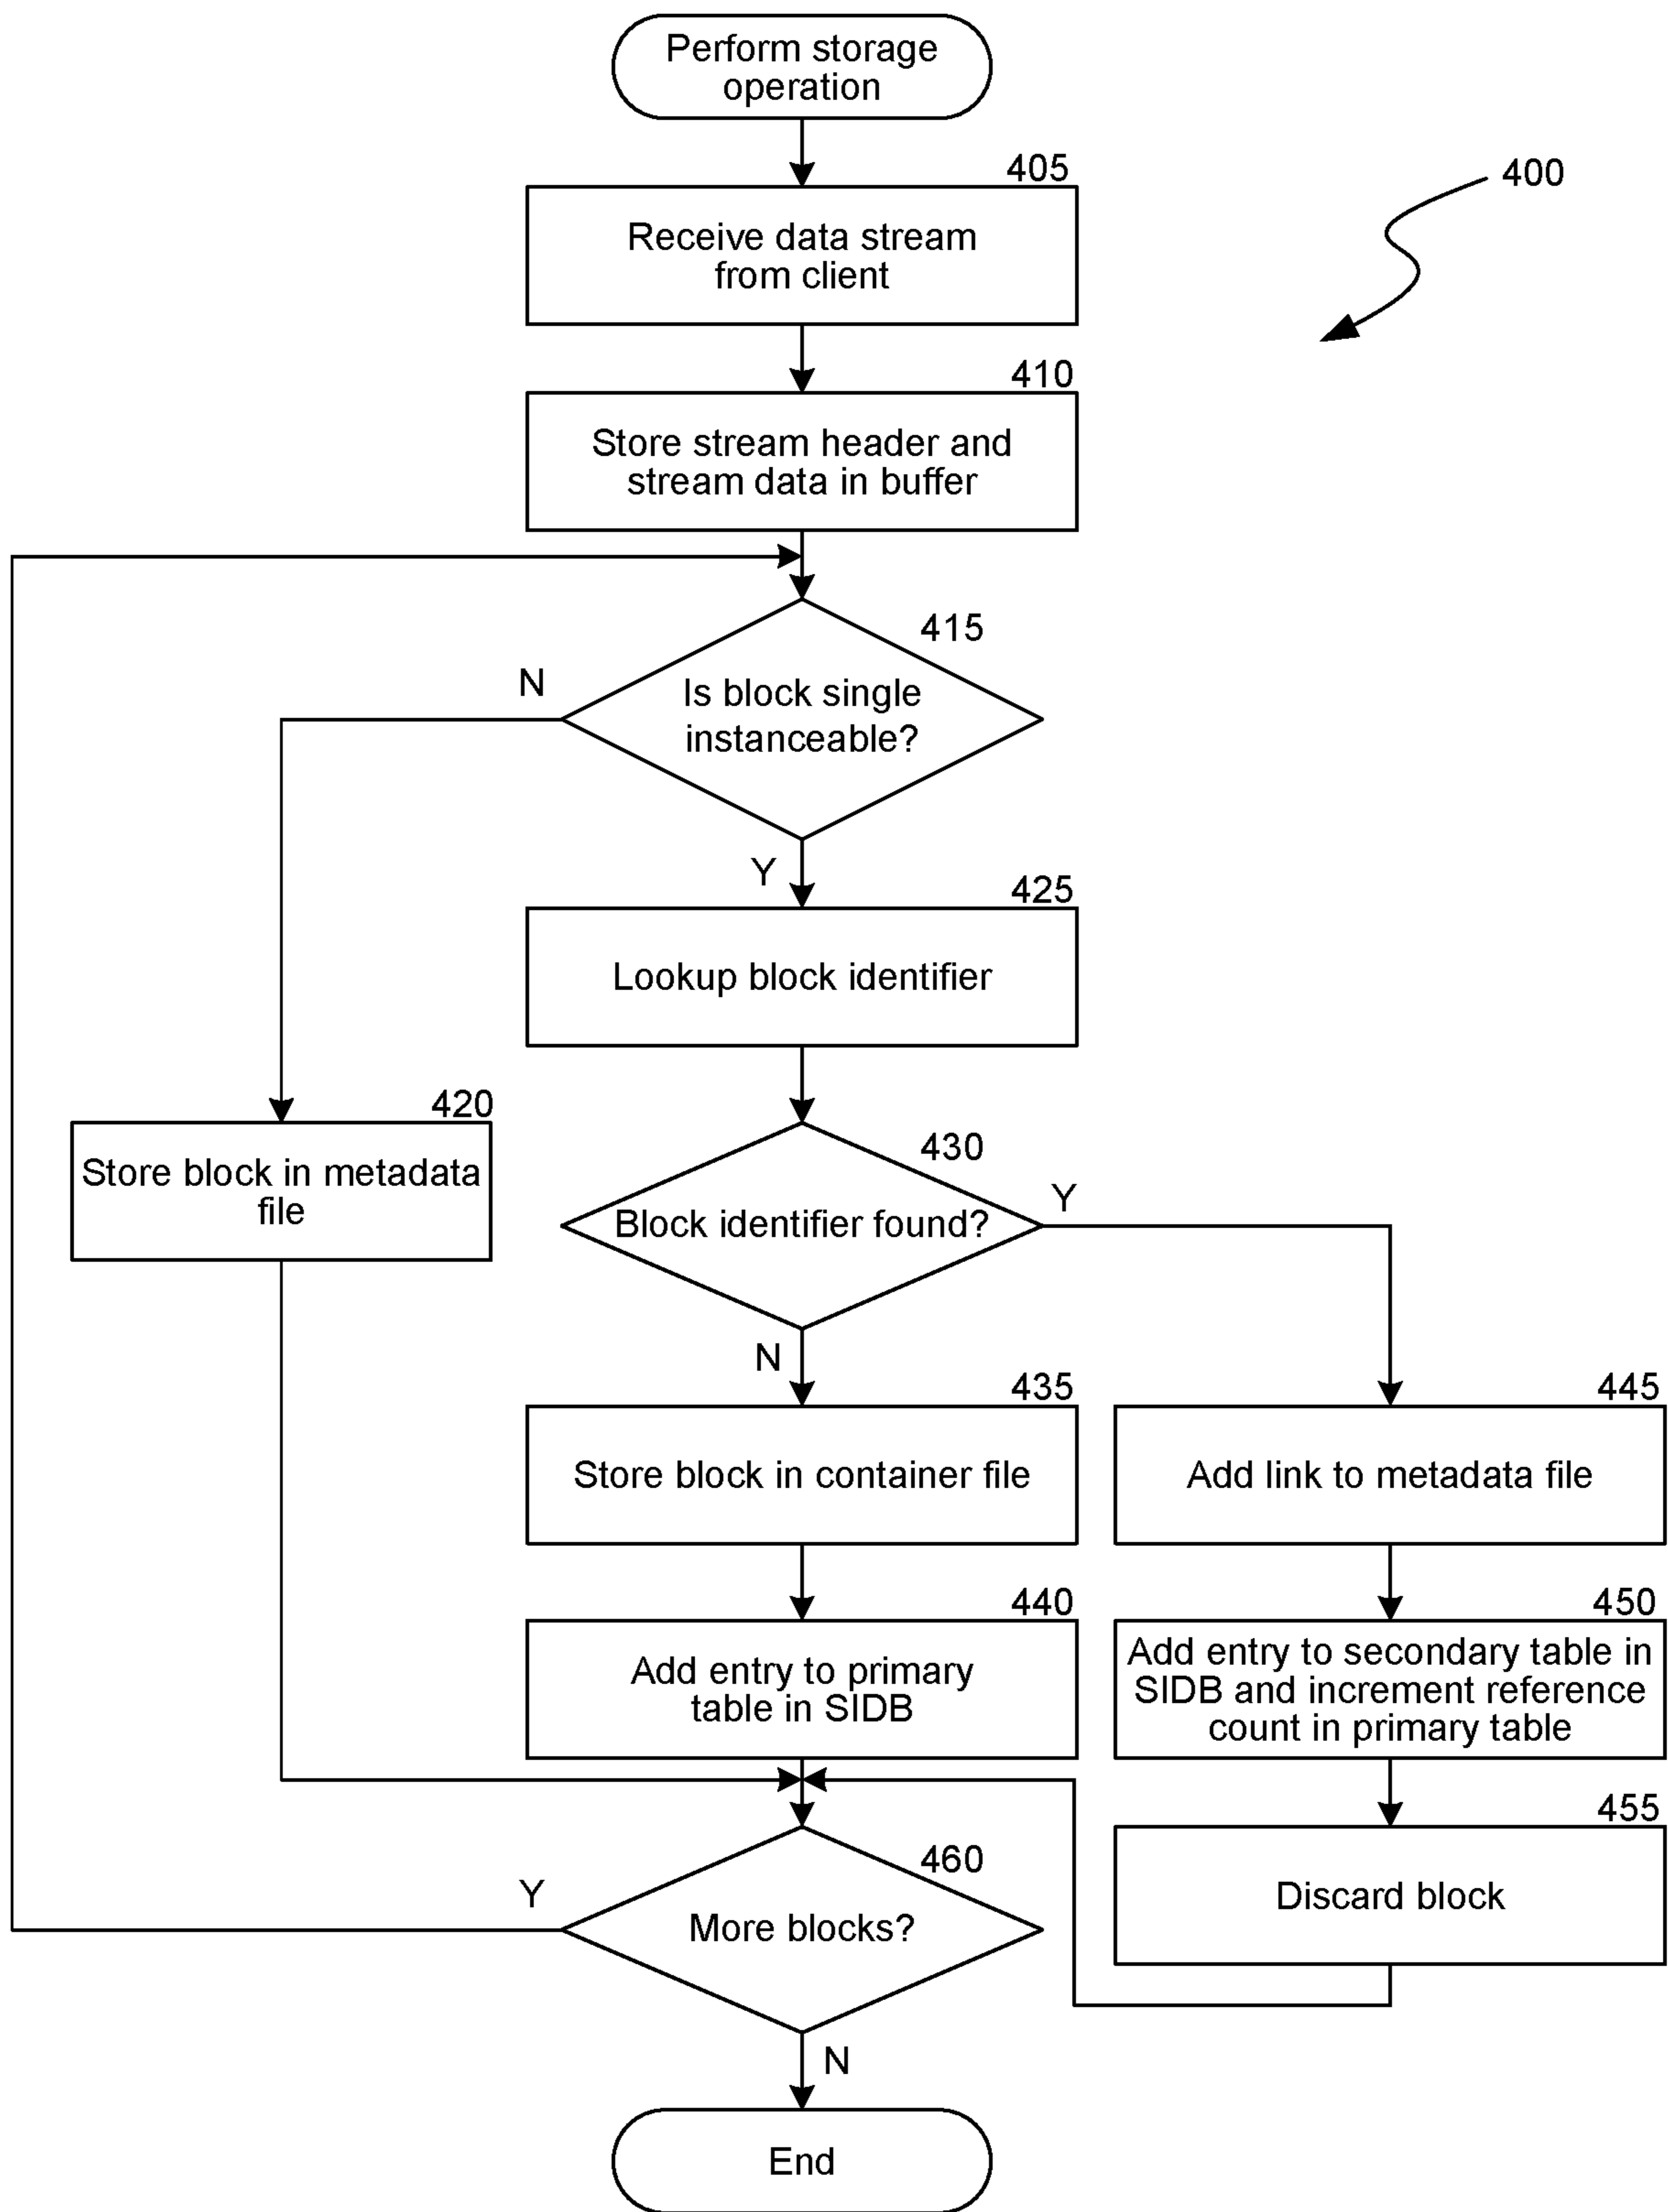 Perform storage
operation
405
400
Receive data stream
from client
410
Store stream header and
stream data in buffer
415
N
Is block single
instanceable?
Y
425
Lookup block identifier
420
Store block in metadata
file
430
Y
Block identifier found?
N
435
Store block in container file
445
Add link to metadata file
440
Add entry to primary
table in SIDB
450
Add entry to secondary table in
SIDB and increment reference
count in primary table
455
Discard block
460
Y
More blocks?
N
End